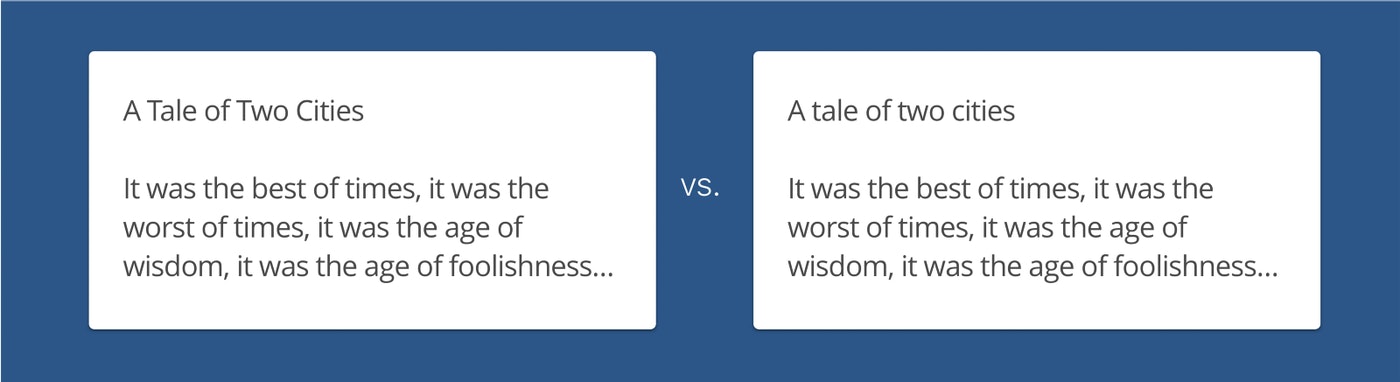 A Tale of Two Cities
It was the best of times, it was the
worst of times, it was the age of
wisdom, it was the age of foolishness...
vs.
A tale of two cities
It was the best of times, it was the
worst of times, it was the age of
wisdom, it was the age of foolishness...